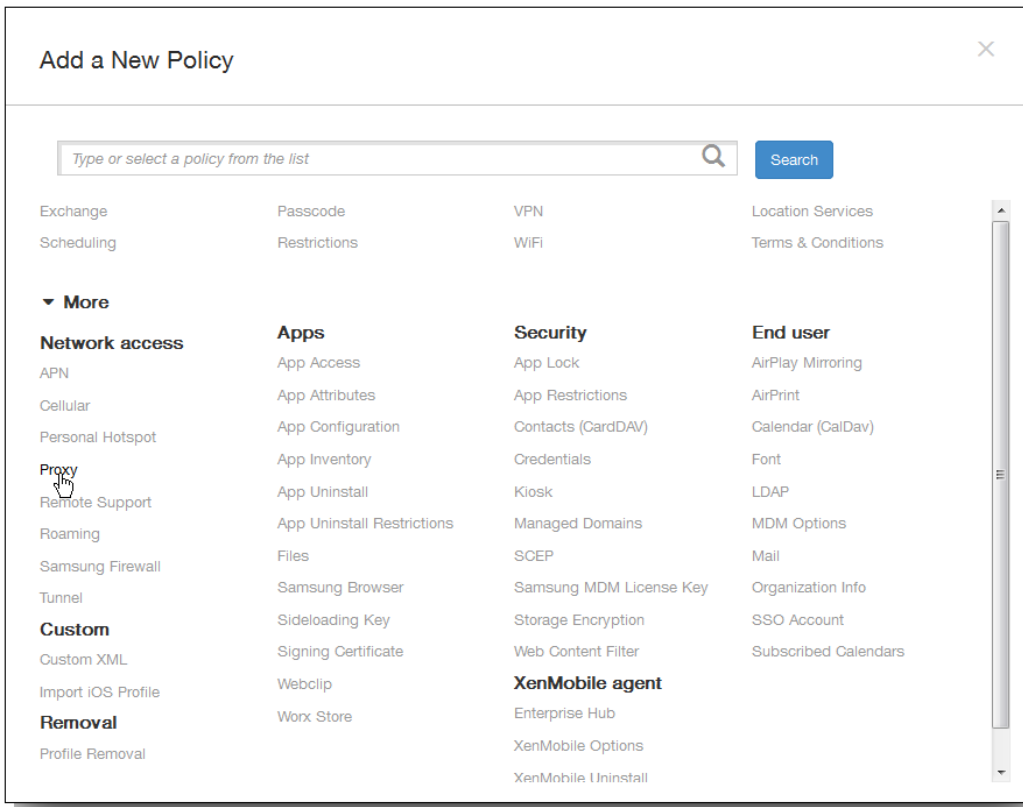 Add a New Policy
Type or select a policy from the list
Search
Exchange
Passcode
VPN
Location Services
Scheduling
Restrictions
WiFi
Terms & Conditions
More
Network access
APN
Cellular
Personal Hotspot
Proxy
Remote Support
Roaming
Samsung Firewall
Tunnel
Custom
Custom XML
Import iOS Profile
Removal
Profile Removal
Apps
App Access
App Attributes
App Configuration
App Inventory
App Uninstall
App Uninstall Restrictions
Files
Samsung Browser
Sideloading Key
Signing Certificate
Webclip
Worx Store
Security
App Lock
App Restrictions
Contacts (CardDAV)
Credentials
Kiosk
Managed Domains
SCEP
Samsung MDM License Key
Storage Encryption
Web Content Filter
XenMobile agent
Enterprise Hub
XenMobile Options
XenMobile Uninstall
End user
AirPlay Mirroring
AirPrint
Calendar (CalDav)
Font
LDAP
MDM Options
Mail
Organization Info
SSO Account
Subscribed Calendars